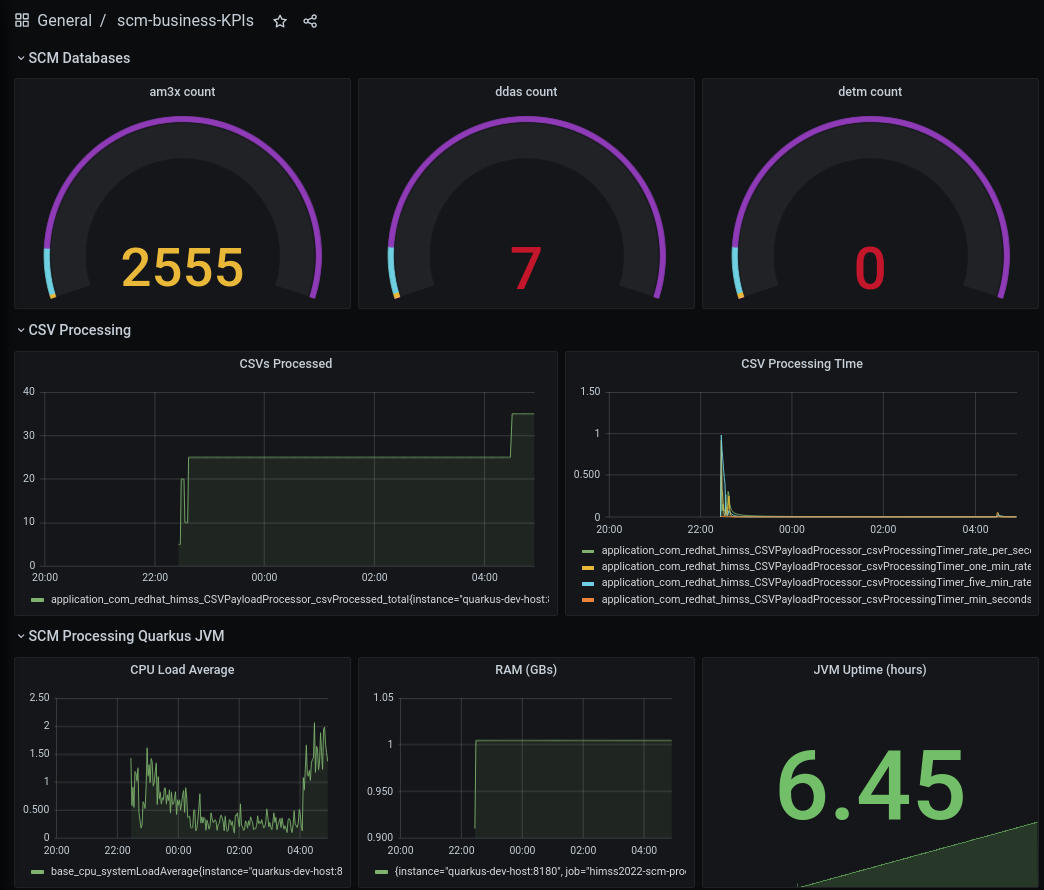 General / scm-business-KPIs
SCM Databases
am3x count
ddas count
detm count
2555
7
0
CSV Processing
CSVs Processed
40
30
20
10
0
20:00
22:00
00:00
02:00
04:00
application_com_redhat_himss_CSVPayloadProcessor_csvProcessed_total{instance="quarkus-dev-host:8
CSV Processing TIme
1.50
1
0.500
0
20:00
22:00
00:00
02:00
04:00
application_com_redhat_himss_CSVPayloadProcessor_csvProcessingTimer_rate_per_seco
application_com_redhat_himss_CSVPayloadProcessor_csvProcessingTimer_one_min_rate
application_com_redhat_himss_CSVPayloadProcessor_csvProcessingTimer_five_min_rate
application_com_redhat_himss_CSVPayloadProcessor_csvProcessingTimer_min_seconds
SCM Processing Quarkus JVM
CPU Load Average
2.50
2
1.50
1
0.500
0
20:00
22:00
00:00
02:00
04:00
base_cpu_systemLoadAverage{instance="quarkus-dev-host:8
RAM (GBs)
1.05
1
0.950
0.900
20:00
22:00
00:00
02:00
04:00
{instance="quarkus-dev-host:8180", job="himss2022-scm-pro
JVM Uptime (hours)
6.45